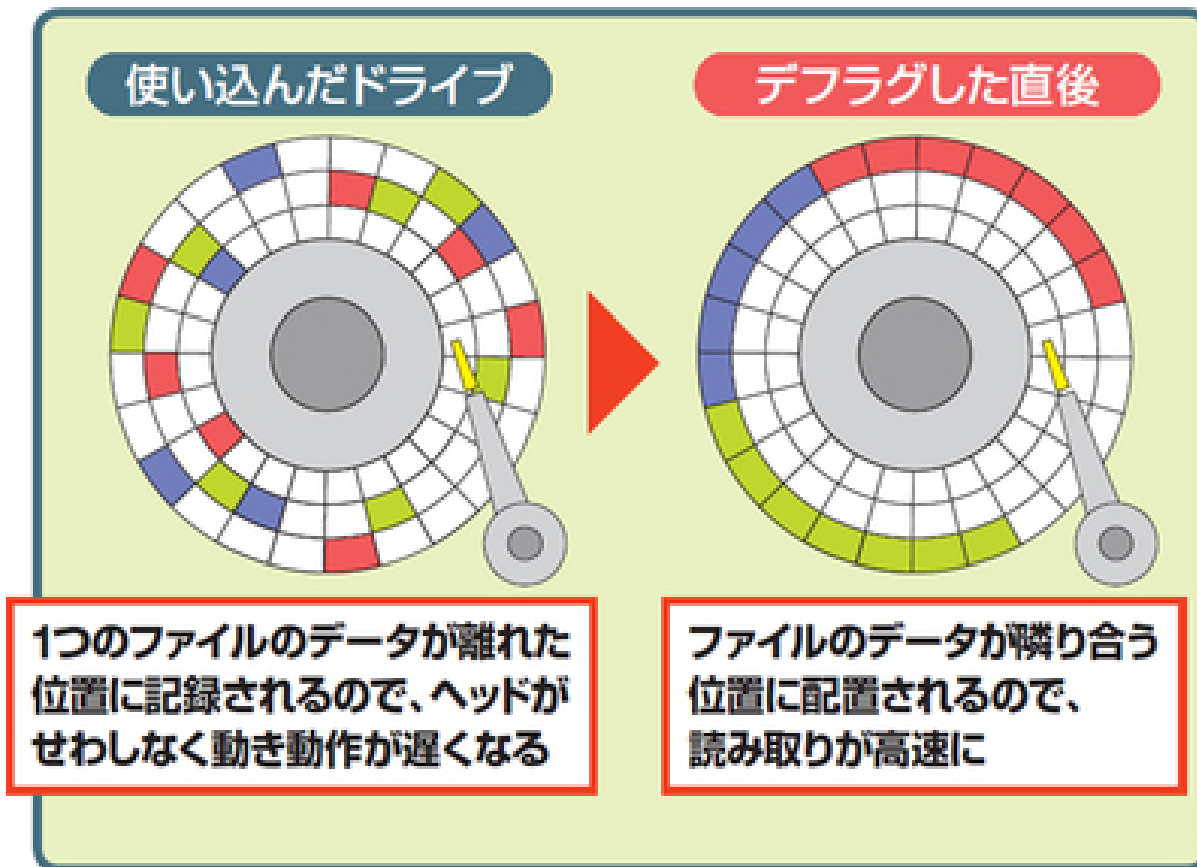 使い込んだドライブ
デフラグした直後
1つのファイルのデータが離れた
位置に記録されるので、ヘッドが
せわしなく動き動作が遅くなる
ファイルのデータが隣り合う
位置に配置されるので、
読み取りが高速に